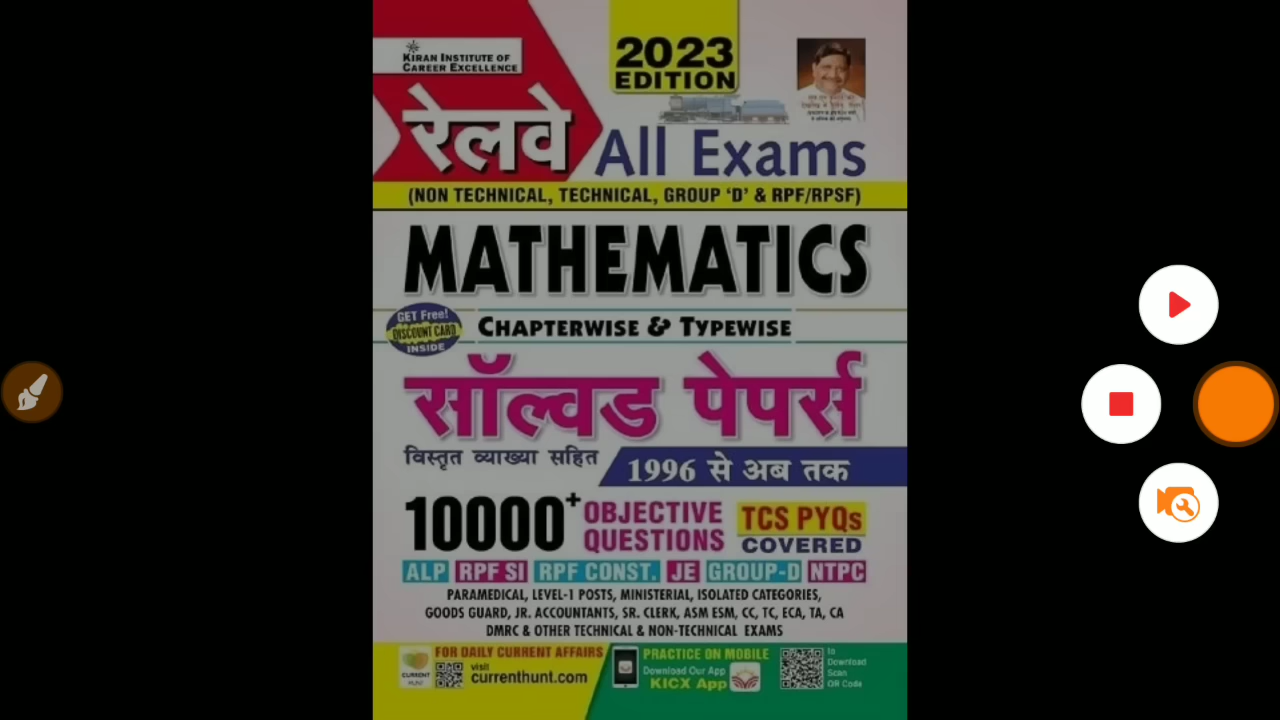 KIRAN INSTITUTE OF
CAREER EXCELLENCE
2023
EDITION
रेलवे All Exams
(NON TECHNICAL, TECHNICAL, GROUP ‘D’ & RPF/RPSF)
MATHEMATICS
GET Free!
DISCOUNT CARD
INSIDE
CHAPTERWISE & TYPEWISE
सॉल्वड पेपर्स
विस्तृत व्याख्या सहित
1996 से अब तक
10000+ OBJECTIVE QUESTIONS
TCS PYQs
COVERED
ALP RPF SI RPF CONST. JE GROUP-D NTPC
PARAMEDICAL, LEVEL-1 POSTS, MINISTERIAL, ISOLATED CATEGORIES,
GOODS GUARD, JR. ACCOUNTANTS, SR. CLERK, ASM ESM, CC, TC, ECA, TA, CA
DMRC & OTHER TECHNICAL & NON-TECHNICAL EXAMS
FOR DAILY CURRENT AFFAIRS
CURRENT
HUNT
visit
currenthunt.com
PRACTICE ON MOBILE
Download Our App
KICX App
to
Download
Scan
QR Code